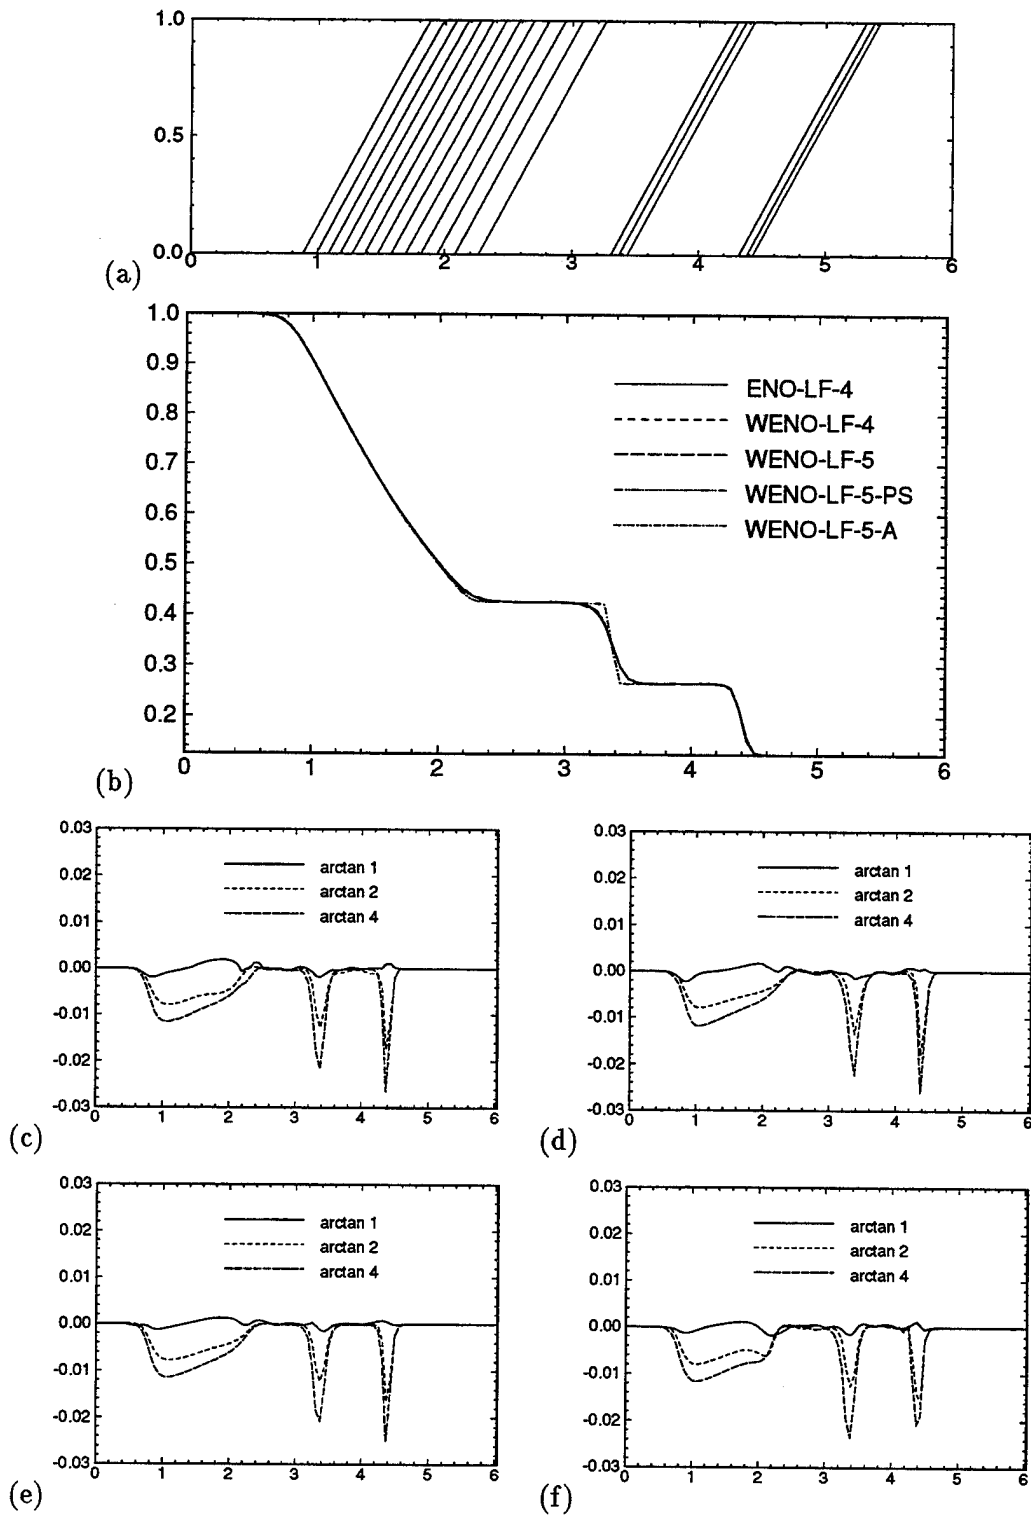 1.0
0.5
0.0
0 1 2 3 4 5 6
(a)
1.0
0.9
0.8
0.7
0.6
0.5
0.4
0.3
0.2
ENO-LF-4
WENO-LF-4
WENO-LF-5
WENO-LF-5-PS
WENO-LF-5-A
0 1 2 3 4 5 6
(b)
0.03
0.02
0.01
0.00
-0.01
-0.02
-0.03
arctan 1
arctan 2
arctan 4
0 1 2 3 4 5 6
(c)
0.03
0.02
0.01
0.00
-0.01
-0.02
-0.03
arctan 1
arctan 2
arctan 4
0 1 2 3 4 5 6
(d)
0.03
0.02
0.01
0.00
-0.01
-0.02
-0.03
arctan 1
arctan 2
arctan 4
0 1 2 3 4 5 6
(e)
0.03
0.02
0.01
0.00
-0.01
-0.02
-0.03
arctan 1
arctan 2
arctan 4
0 1 2 3 4 5 6
(f)